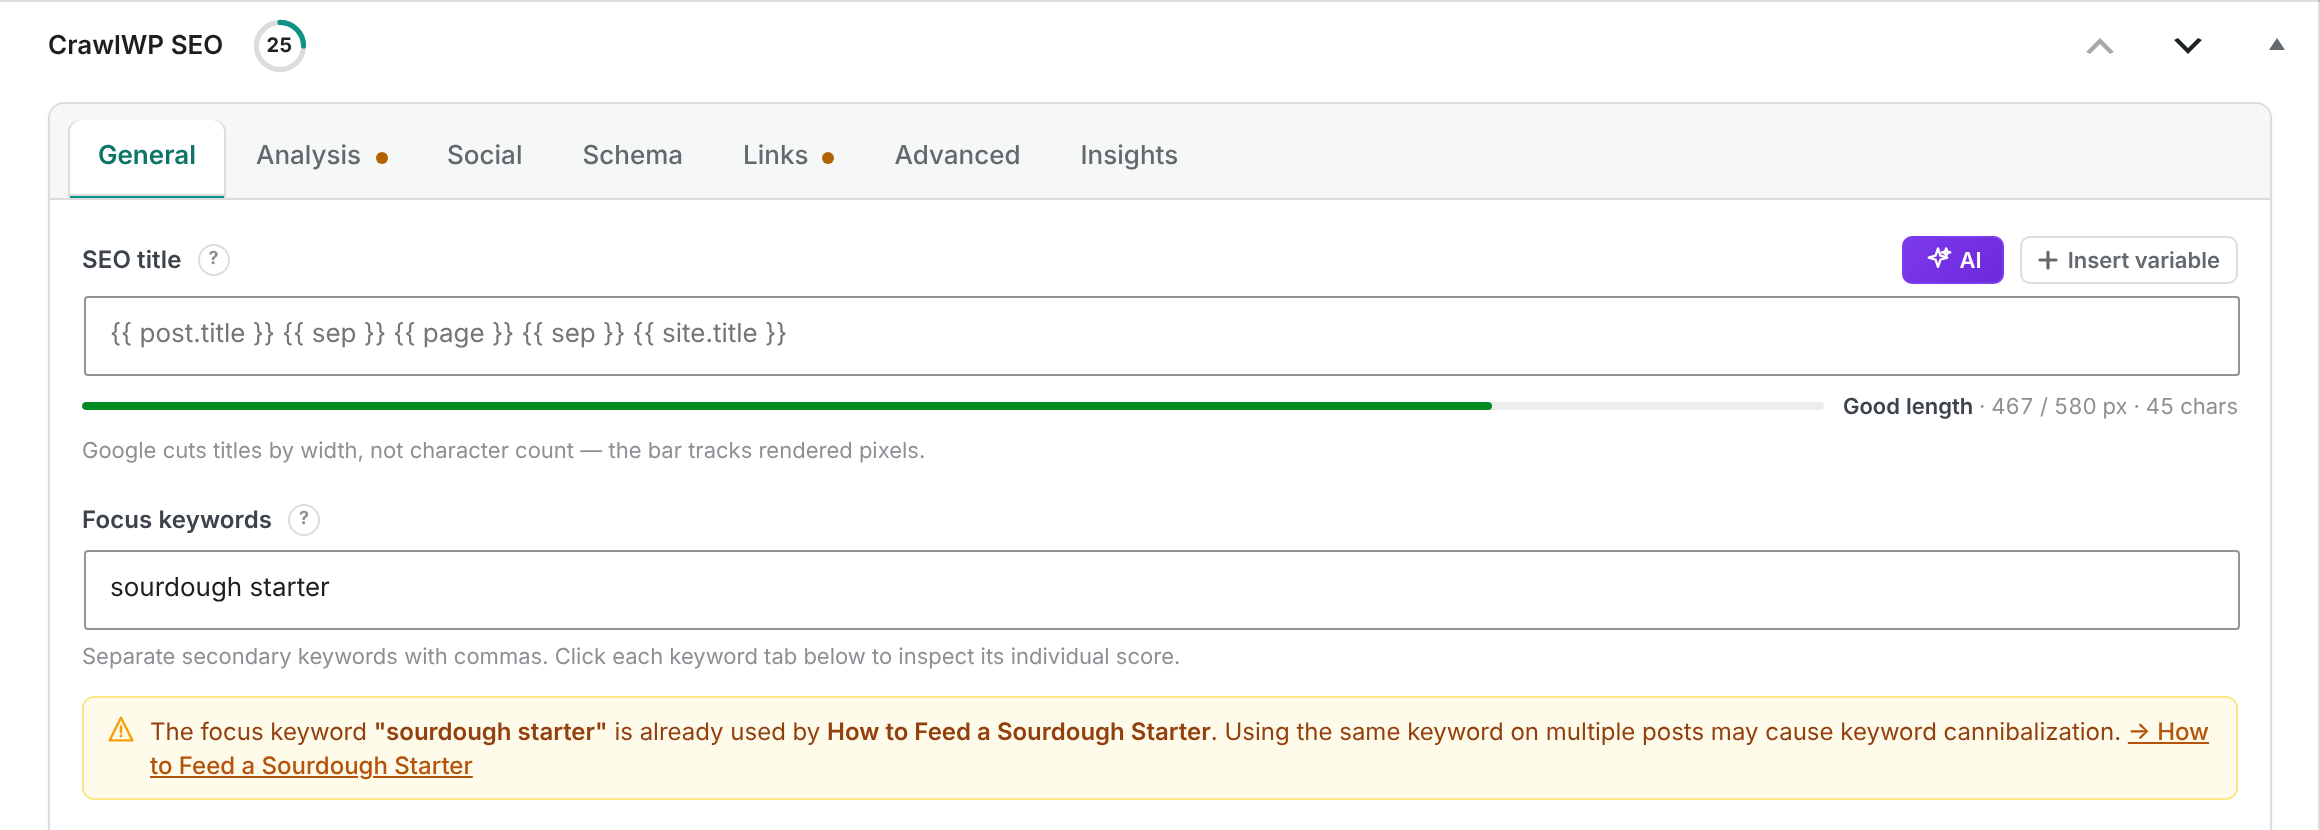 CrawlWP SEO 25
General Analysis Social Schema Links Advanced Insights
SEO title ? AI + Insert variable
{{ post.title }} {{ sep }} {{ page }} {{ sep }} {{ site.title }}
Good length · 467 / 580 px · 45 chars
Google cuts titles by width, not character count — the bar tracks rendered pixels.
Focus keywords ?
sourdough starter
Separate secondary keywords with commas. Click each keyword tab below to inspect its individual score.
The focus keyword "sourdough starter" is already used by How to Feed a Sourdough Starter. Using the same keyword on multiple posts may cause keyword cannibalization. → How
to Feed a Sourdough Starter